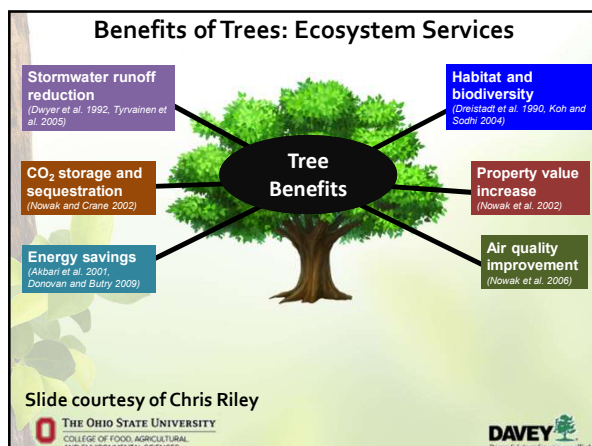 Benefits of Trees: Ecosystem Services
Stormwater runoff
reduction
(Dwyer et al. 1992, Tyrvainen et
al. 2005)
Habitat and
biodiversity
(Dreistadt et al. 1990, Koh and
Sodhi 2004)
Tree
Benefits
CO₂ storage and
sequestration
(Nowak and Crane 2002)
Property value
increase
(Nowak et al. 2002)
Energy savings
(Akbari et al. 2001,
Donovan and Butry 2009)
Air quality
improvement
(Nowak et al. 2006)
Slide courtesy of Chris Riley
THE OHIO STATE UNIVERSITY
COLLEGE OF FOOD, AGRICULTURAL,
AND ENVIRONMENTAL SCIENCES
DAVEY